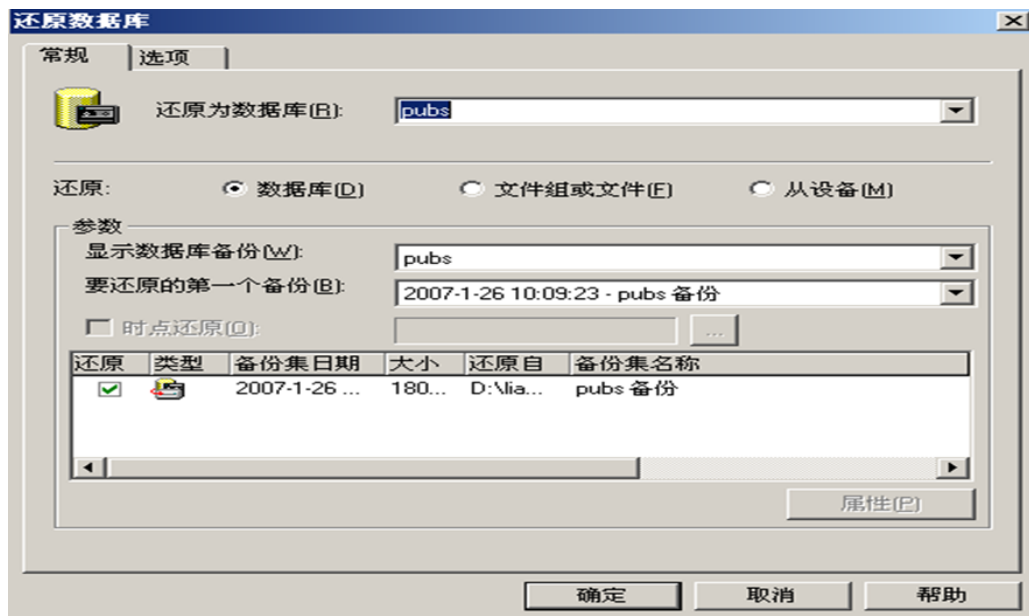 还原数据库
常规 选项
还原为数据库(R): pubs
还原: 数据库(D) 文件组或文件(F) 从设备(M)
参数
显示数据库备份(W): pubs
要还原的第一个备份(B): 2007-1-26 10:09:23 - pubs 备份
时点还原(O): ...
还原 类型 备份集日期 大小 还原自 备份集名称
2007-1-26 ... 180... D:\lia... pubs 备份
属性(P)
确定 取消 帮助